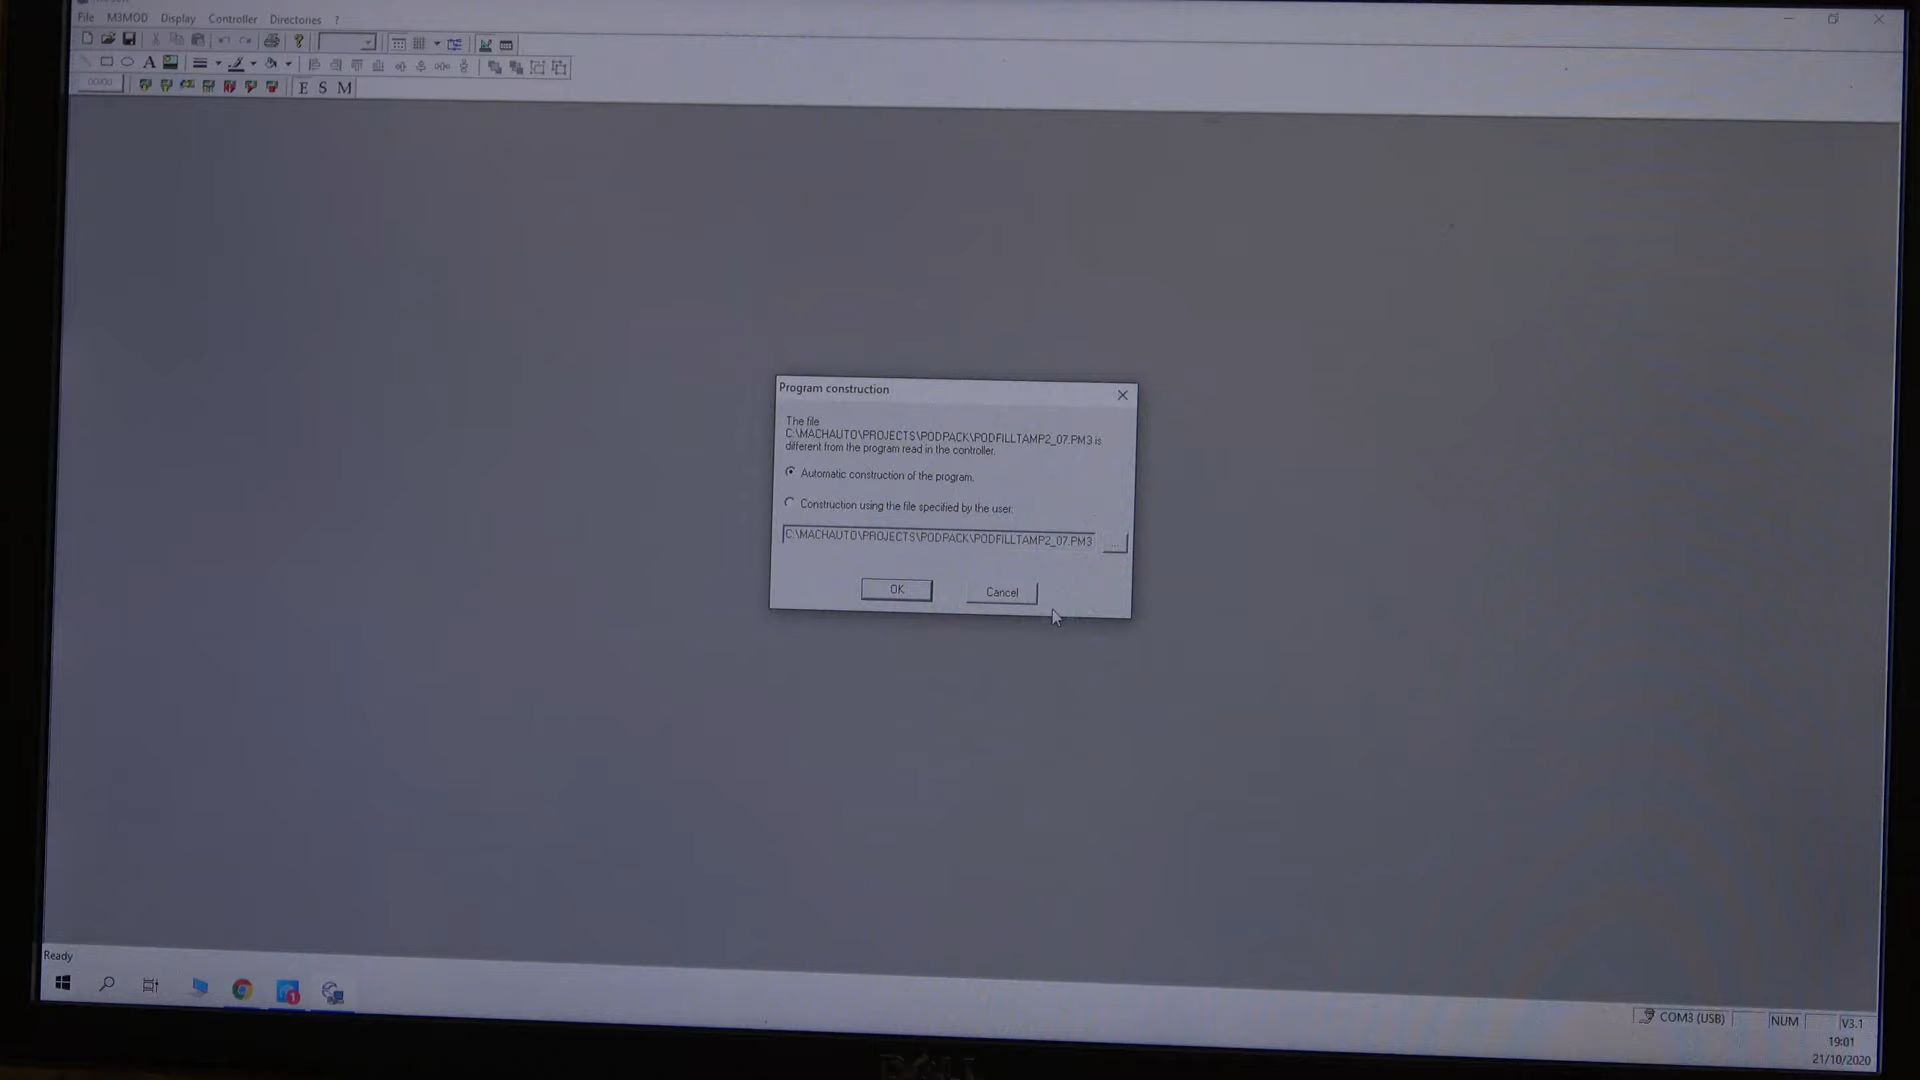 File M3MOD Display Controller Directories ?
A
E S M
Program construction
The file
C:\MACHAUTO\PROJECTS\PODPACK\PODFILLTAMP2_07.PM3 is
different from the program read in the controller.
Automatic construction of the program.
Construction using the file specified by the user:
C:\MACHAUTO\PROJECTS\PODPACK\PODFILLTAMP2_07.PM3 ...
OK Cancel
Ready
1
COM3 (USB) NUM V3.1
19:01
21/10/2020
DELL